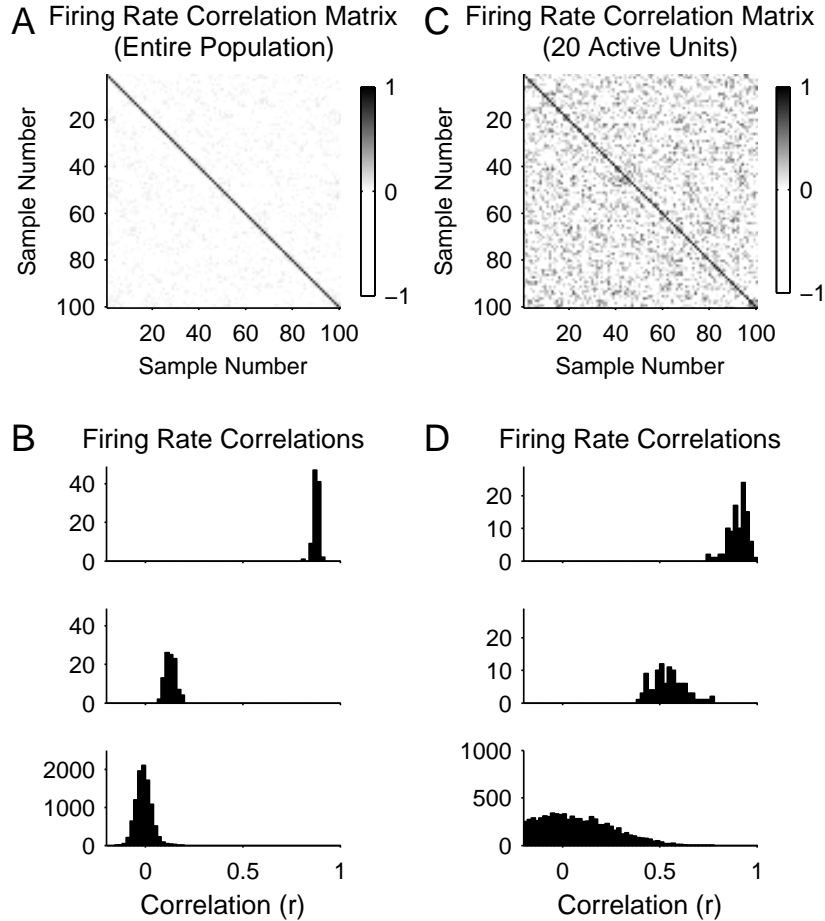 A
Firing Rate Correlation Matrix
(Entire Population)
Sample Number
20
40
60
80
100
20 40 60 80 100
Sample Number
1
0
−1
C
Firing Rate Correlation Matrix
(20 Active Units)
Sample Number
20
40
60
80
100
20 40 60 80 100
Sample Number
1
0
−1
B
Firing Rate Correlations
40
20
0
40
20
0
2000
1000
0
0 0.5 1
Correlation (r)
D
Firing Rate Correlations
20
10
0
20
10
0
1000
500
0
0 0.5 1
Correlation (r)